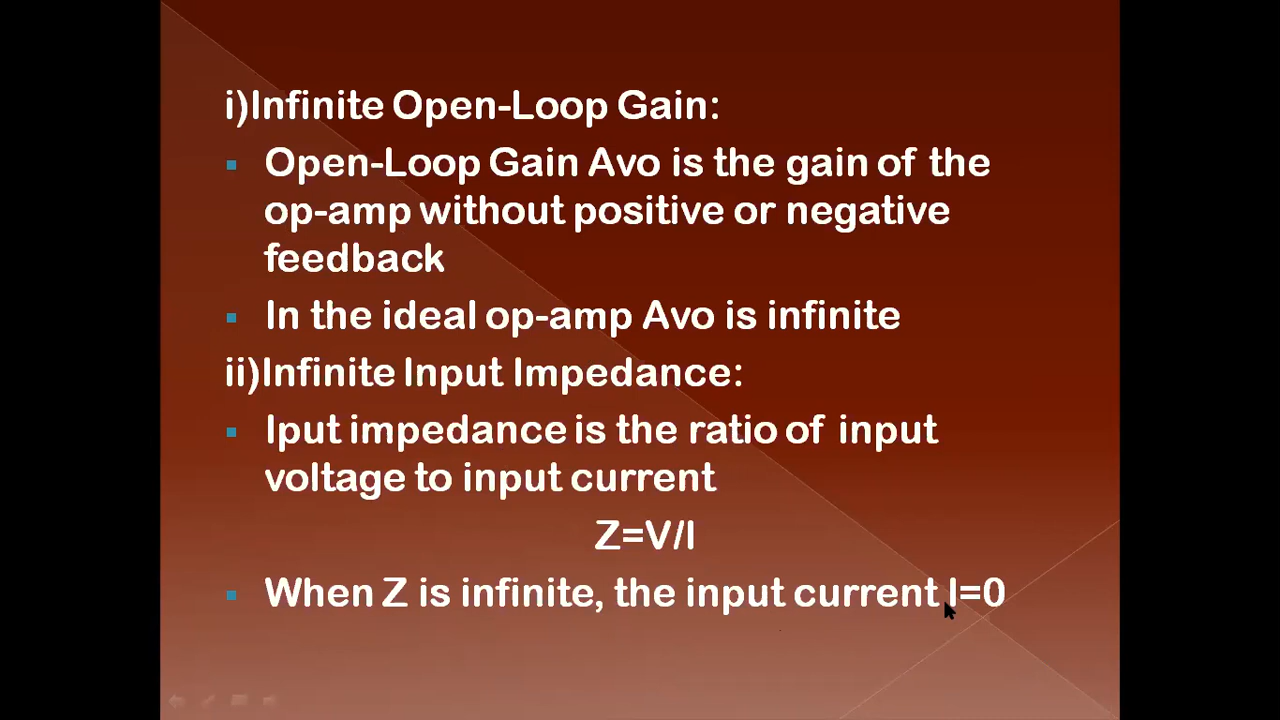 i)Infinite Open-Loop Gain:
▪ Open-Loop Gain Avo is the gain of the
op-amp without positive or negative
feedback
▪ In the ideal op-amp Avo is infinite
ii)Infinite Input Impedance:
▪ Iput impedance is the ratio of input
voltage to input current
Z=V/I
▪ When Z is infinite, the input current I=0